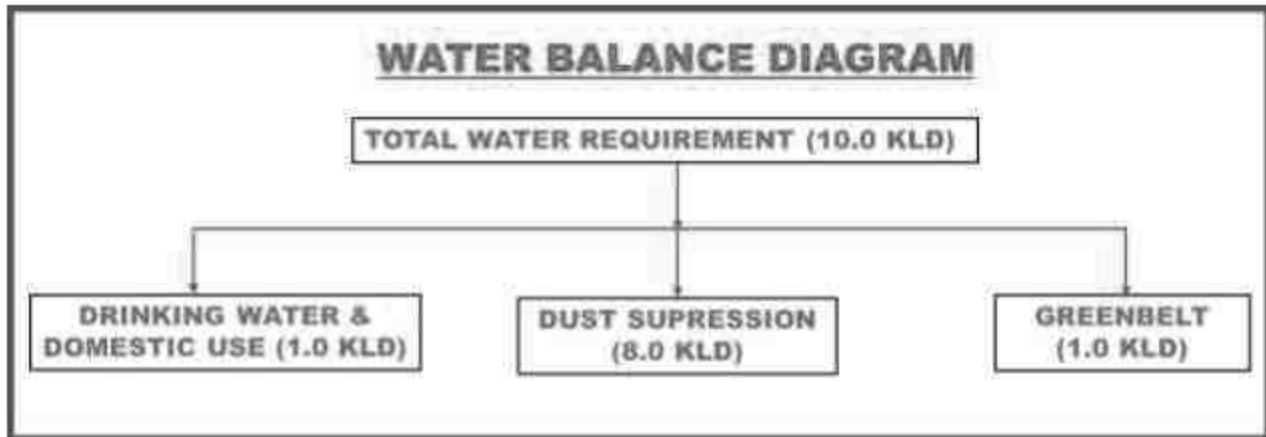 WATER BALANCE DIAGRAM
TOTAL WATER REQUIREMENT (10.0 KLD)
DRINKING WATER &
DOMESTIC USE (1.0 KLD)
DUST SUPRESSION
(8.0 KLD)
GREENBELT
(1.0 KLD)